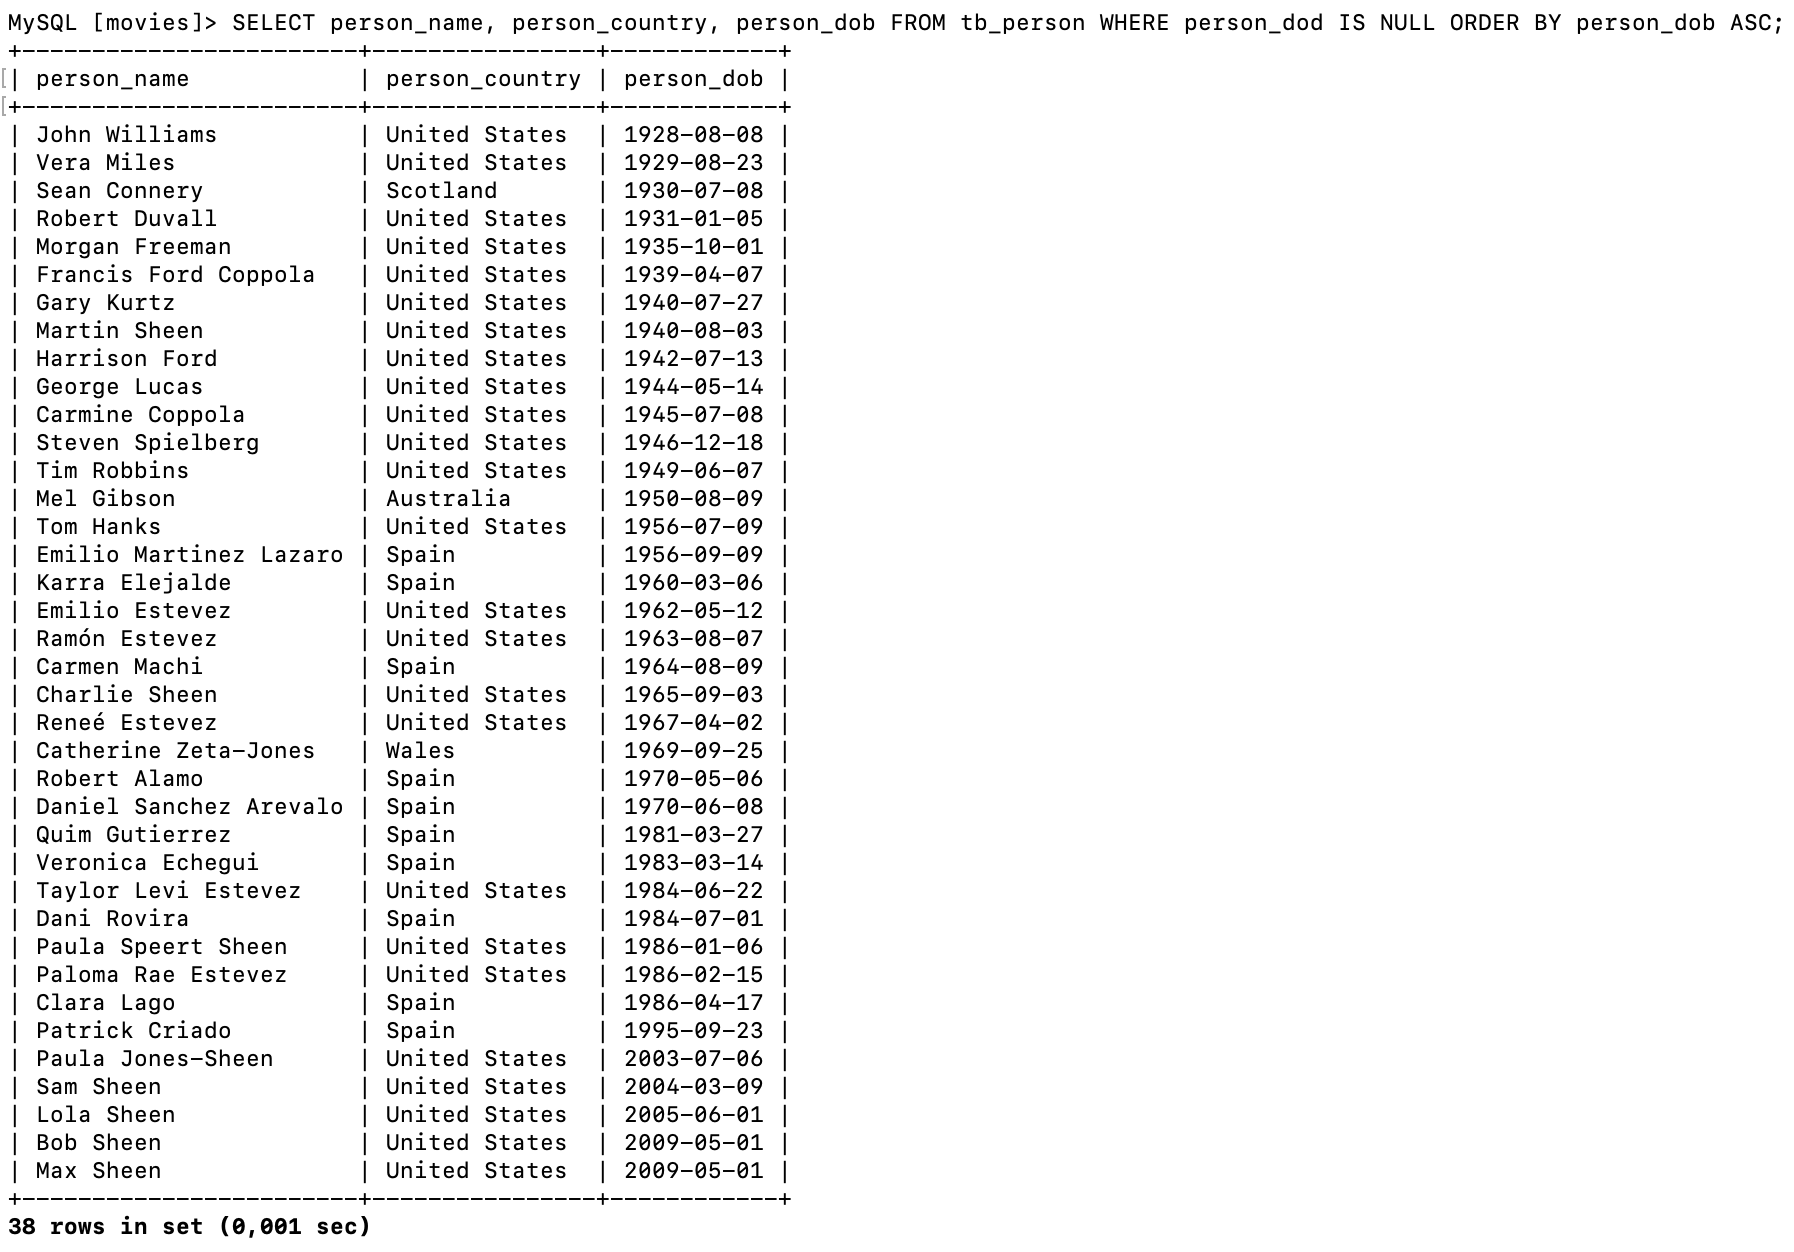 MySQL [movies]> SELECT person_name, person_country, person_dob FROM tb_person WHERE person_dod IS NULL ORDER BY person_dob ASC;
+------------------------+----------------+------------+
[| person_name            | person_country | person_dob |
[+------------------------+----------------+------------+
| John Williams          | United States  | 1928-08-08 |
| Vera Miles             | United States  | 1929-08-23 |
| Sean Connery           | Scotland       | 1930-07-08 |
| Robert Duvall          | United States  | 1931-01-05 |
| Morgan Freeman         | United States  | 1935-10-01 |
| Francis Ford Coppola   | United States  | 1939-04-07 |
| Gary Kurtz             | United States  | 1940-07-27 |
| Martin Sheen           | United States  | 1940-08-03 |
| Harrison Ford          | United States  | 1942-07-13 |
| George Lucas           | United States  | 1944-05-14 |
| Carmine Coppola        | United States  | 1945-07-08 |
| Steven Spielberg       | United States  | 1946-12-18 |
| Tim Robbins            | United States  | 1949-06-07 |
| Mel Gibson             | Australia      | 1950-08-09 |
| Tom Hanks              | United States  | 1956-07-09 |
| Emilio Martinez Lazaro | Spain          | 1956-09-09 |
| Karra Elejalde         | Spain          | 1960-03-06 |
| Emilio Estevez         | United States  | 1962-05-12 |
| Ramón Estevez          | United States  | 1963-08-07 |
| Carmen Machi           | Spain          | 1964-08-09 |
| Charlie Sheen          | United States  | 1965-09-03 |
| Reneé Estevez          | United States  | 1967-04-02 |
| Catherine Zeta-Jones   | Wales          | 1969-09-25 |
| Robert Alamo           | Spain          | 1970-05-06 |
| Daniel Sanchez Arevalo | Spain          | 1970-06-08 |
| Quim Gutierrez         | Spain          | 1981-03-27 |
| Veronica Echegui       | Spain          | 1983-03-14 |
| Taylor Levi Estevez    | United States  | 1984-06-22 |
| Dani Rovira            | Spain          | 1984-07-01 |
| Paula Speert Sheen     | United States  | 1986-01-06 |
| Paloma Rae Estevez     | United States  | 1986-02-15 |
| Clara Lago             | Spain          | 1986-04-17 |
| Patrick Criado         | Spain          | 1995-09-23 |
| Paula Jones-Sheen      | United States  | 2003-07-06 |
| Sam Sheen              | United States  | 2004-03-09 |
| Lola Sheen             | United States  | 2005-06-01 |
| Bob Sheen              | United States  | 2009-05-01 |
| Max Sheen              | United States  | 2009-05-01 |
+------------------------+----------------+------------+
38 rows in set (0,001 sec)